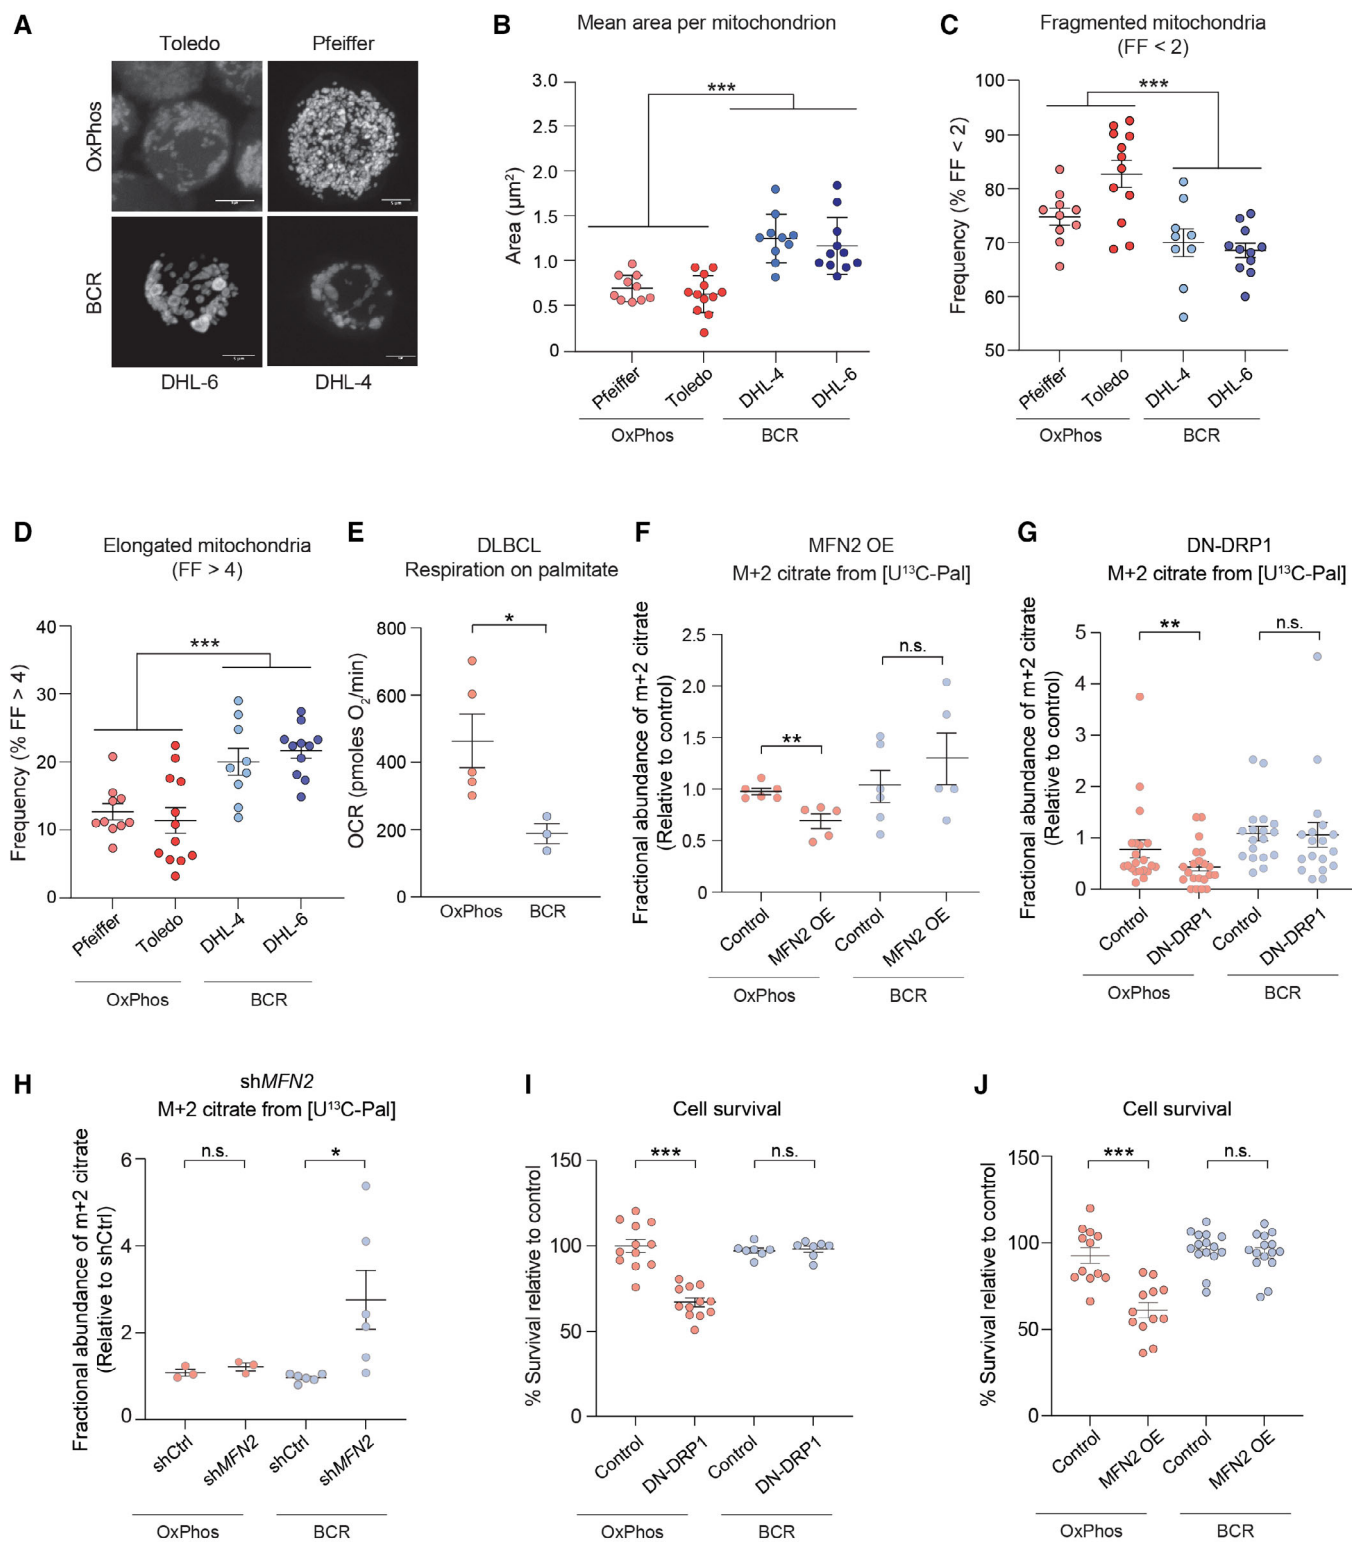 A
Toledo
Pfeiffer
OxPhos
BCR
DHL-6
DHL-4
5 µm
5 µm
B
Mean area per mitochondrion
***
Area (µm²)
3.0
2.5
2.0
1.5
1.0
0.5
0
Pfeiffer
Toledo
DHL-4
DHL-6
OxPhos
BCR
C
Fragmented mitochondria
(FF < 2)
***
Frequency (% FF < 2)
100
90
80
70
60
50
Pfeiffer
Toledo
DHL-4
DHL-6
OxPhos
BCR
D
Elongated mitochondria
(FF > 4)
***
Frequency (% FF > 4)
40
30
20
10
0
Pfeiffer
Toledo
DHL-4
DHL-6
OxPhos
BCR
E
DLBCL
Respiration on palmitate
*
OCR (pmoles O₂/min)
800
600
400
200
0
OxPhos
BCR
F
MFN2 OE
M+2 citrate from [U¹³C-Pal]
Fractional abundance of m+2 citrate
(Relative to control)
2.5
2.0
1.5
1.0
0.5
0
**
n.s.
Control
MFN2 OE
Control
MFN2 OE
OxPhos
BCR
G
DN-DRP1
M+2 citrate from [U¹³C-Pal]
Fractional abundance of m+2 citrate
(Relative to control)
5
4
3
2
1
0
**
n.s.
Control
DN-DRP1
Control
DN-DRP1
OxPhos
BCR
H
shMFN2
M+2 citrate from [U¹³C-Pal]
Fractional abundance of m+2 citrate
(Relative to shCtrl)
6
4
2
0
n.s.
*
shCtrl
shMFN2
shCtrl
shMFN2
OxPhos
BCR
I
Cell survival
% Survival relative to control
150
100
50
0
***
n.s.
Control
DN-DRP1
Control
DN-DRP1
OxPhos
BCR
J
Cell survival
% Survival relative to control
150
100
50
0
***
n.s.
Control
MFN2 OE
Control
MFN2 OE
OxPhos
BCR